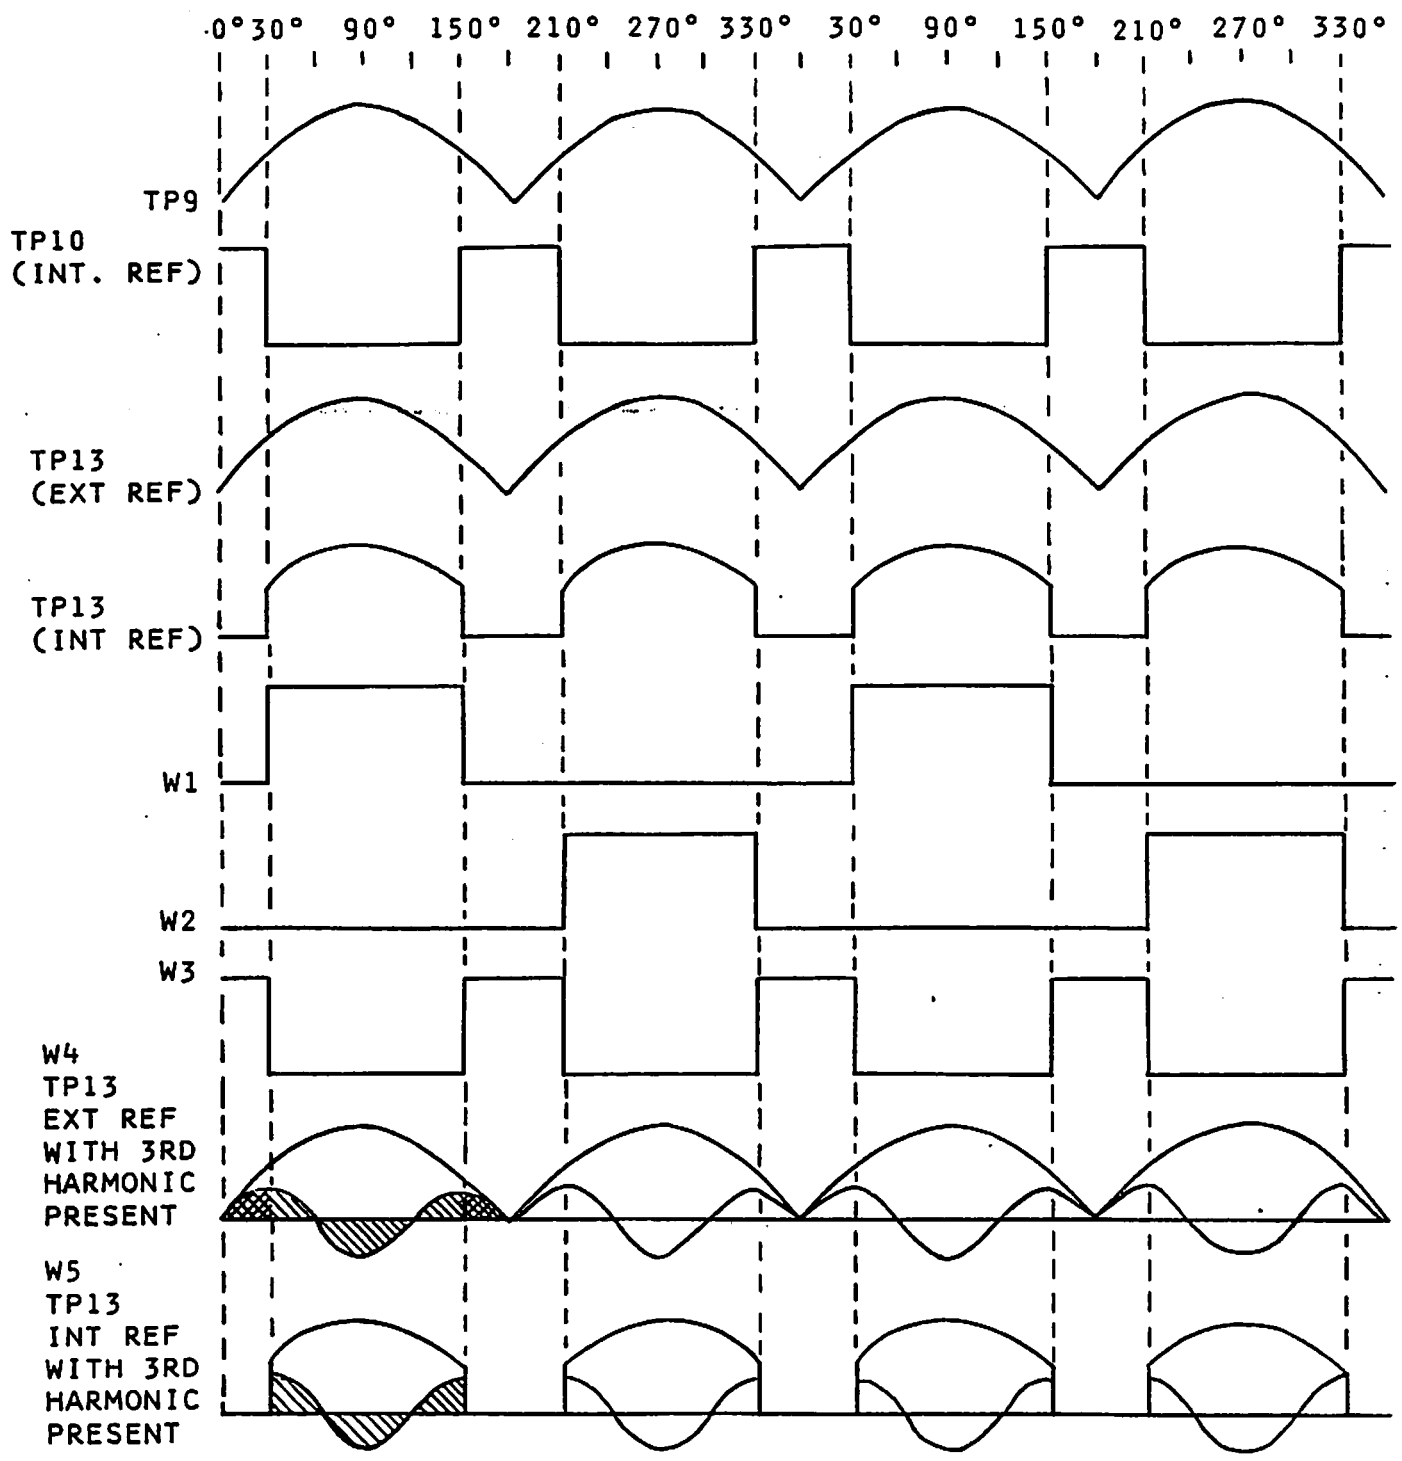 0° 30° 90° 150° 210° 270° 330° 30° 90° 150° 210° 270° 330°
TP9
TP10
(INT. REF)
TP13
(EXT REF)
TP13
(INT REF)
W1
W2
W3
W4
TP13
EXT REF
WITH 3RD
HARMONIC
PRESENT
W5
TP13
INT REF
WITH 3RD
HARMONIC
PRESENT